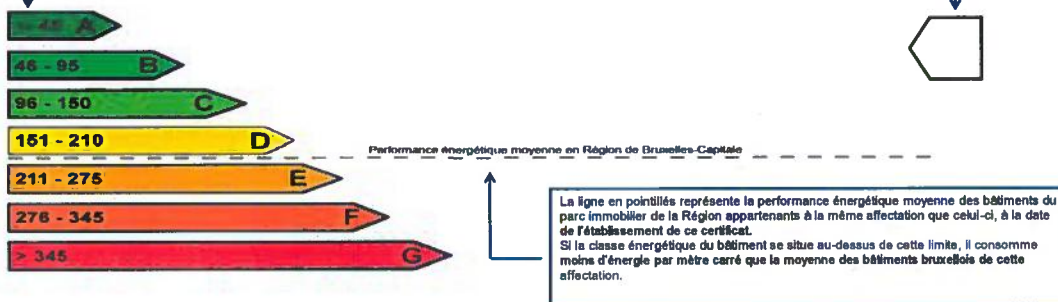 ≤ 45 A
46 - 95 B
96 - 150 C
151 - 210 D
Performance énergétique moyenne en Région de Bruxelles-Capitale
211 - 275 E
276 - 345 F
> 345 G
La ligne en pointillés représente la performance énergétique moyenne des bâtiments du
parc immobilier de la Région appartenants à la même affectation que celui-ci, à la date
de l'établissement de ce certificat.
Si la classe énergétique du bâtiment se situe au-dessus de cette limite, il consomme
moins d'énergie par mètre carré que la moyenne des bâtiments bruxellois de cette
affectation.